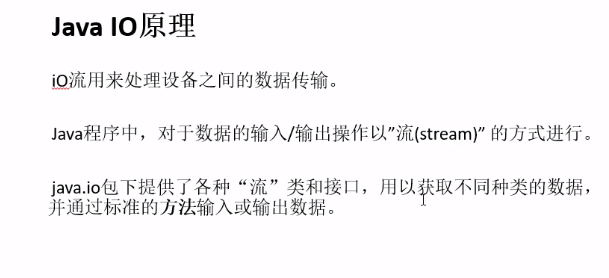 Java IO原理
iO流用来处理设备之间的数据传输。
Java程序中，对于数据的输入/输出操作以”流(stream)” 的方式进行。
java.io包下提供了各种“流”类和接口，用以获取不同种类的数据，
并通过标准的方法输入或输出数据。